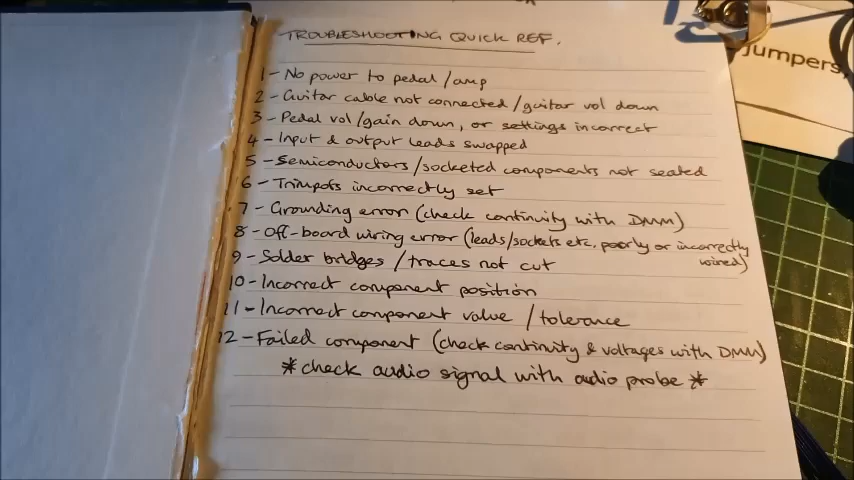 TROUBLESHOOTING QUICK REF.
1 - No power to pedal/amp
2 - Guitar cable not connected/guitar vol down
3 - Pedal vol/gain down, or settings incorrect
4 - Input & output leads swapped
5 - Semiconductors/socketed components not seated
6 - Trimpots incorrectly set
7 - Grounding error (check continuity with DMM)
8 - Off-board wiring error (leads/sockets etc. poorly or incorrectly
wired)
9 - Solder bridges/traces not cut
10 - Incorrect component position
11 - Incorrect component value/tolerance
12 - Failed component (check continuity & voltages with DMM)
*check audio signal with audio probe*
jumpers,